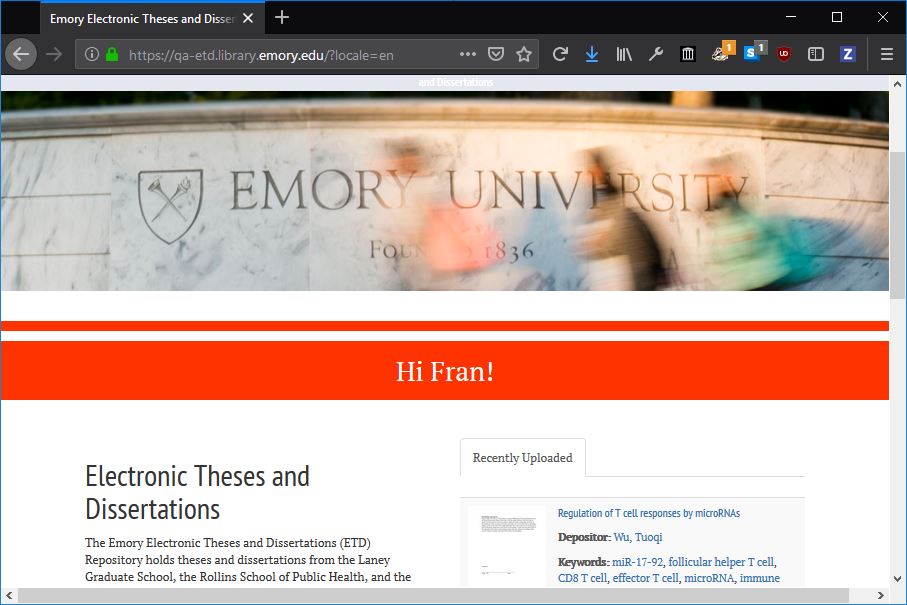 Emory Electronic Theses and Disser
https://qa-etd.library.emory.edu/?locale=en
1
S 1
UO
Z
and Dissertations
EMORY UNIVERSITY
1836
Hi Fran!
Recently Uploaded
Electronic Theses and
Dissertations
The Emory Electronic Theses and Dissertations (ETD)
Repository holds theses and dissertations from the Laney
Graduate School, the Rollins School of Public Health, and the
Regulation of T cell responses by microRNAs
Depositor: Wu, Tuoqi
Keywords: miR-17-92, follicular helper T cell,
CD8 T cell, effector T cell, microRNA, immune